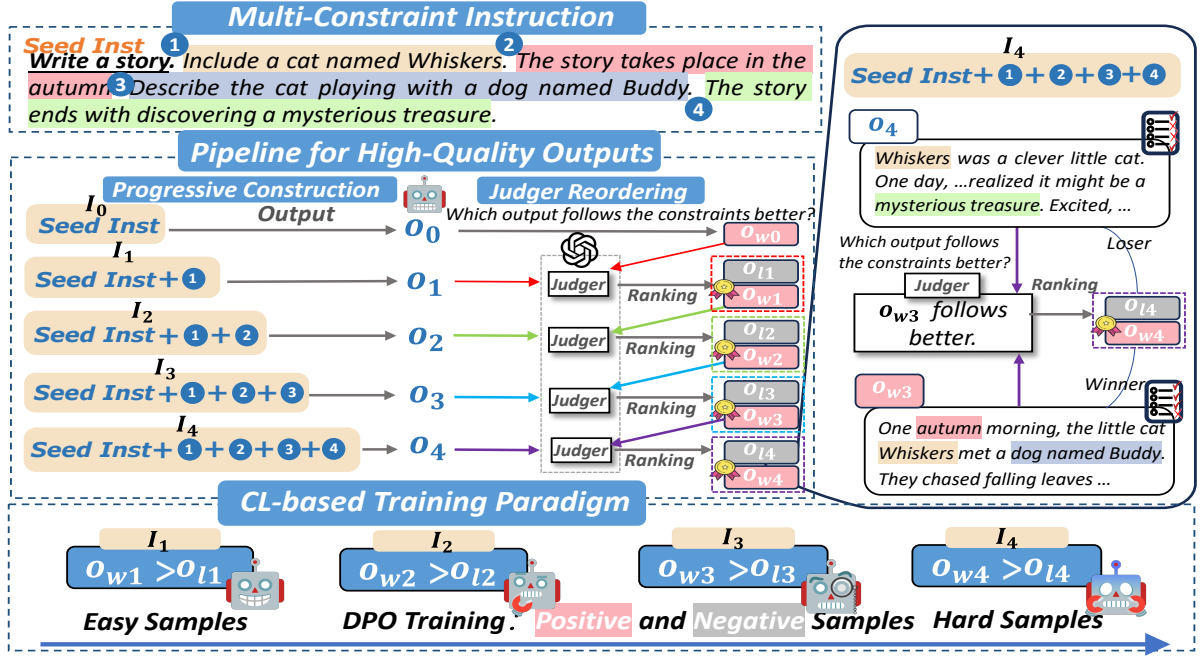 Multi-Constraint Instruction
Seed Inst
1
2
Write a story. Include a cat named Whiskers. The story takes place in the
autumn. 3 Describe the cat playing with a dog named Buddy. The story
ends with discovering a mysterious treasure.
4
Pipeline for High-Quality Outputs
Progressive Construction
Judger Reordering
I0
Output
Which output follows the constraints better?
Seed Inst
o0
ow0
I1
Seed Inst+ 1
o1
Judger
Ranking
ol1
ow1
I2
Seed Inst+ 1 + 2
o2
Judger
Ranking
ol2
ow2
I3
Seed Inst+ 1 + 2 + 3
o3
Judger
Ranking
ol3
ow3
I4
Seed Inst+ 1 + 2 + 3 + 4
o4
Judger
Ranking
ol4
ow4
I4
Seed Inst+ 1 + 2 + 3 + 4
o4
Whiskers was a clever little cat.
One day, ...realized it might be a
mysterious treasure. Excited, ...
Which output follows
the constraints better?
Loser
Judger
Ranking
ow3 follows
better.
ol4
ow4
ow3
Winner
One autumn morning, the little cat
Whiskers met a dog named Buddy.
They chased falling leaves ...
CL-based Training Paradigm
I1
ow1 >ol1
I2
ow2 >ol2
I3
ow3 >ol3
I4
ow4 >ol4
Easy Samples
DPO Training: Positive and Negative Samples
Hard Samples